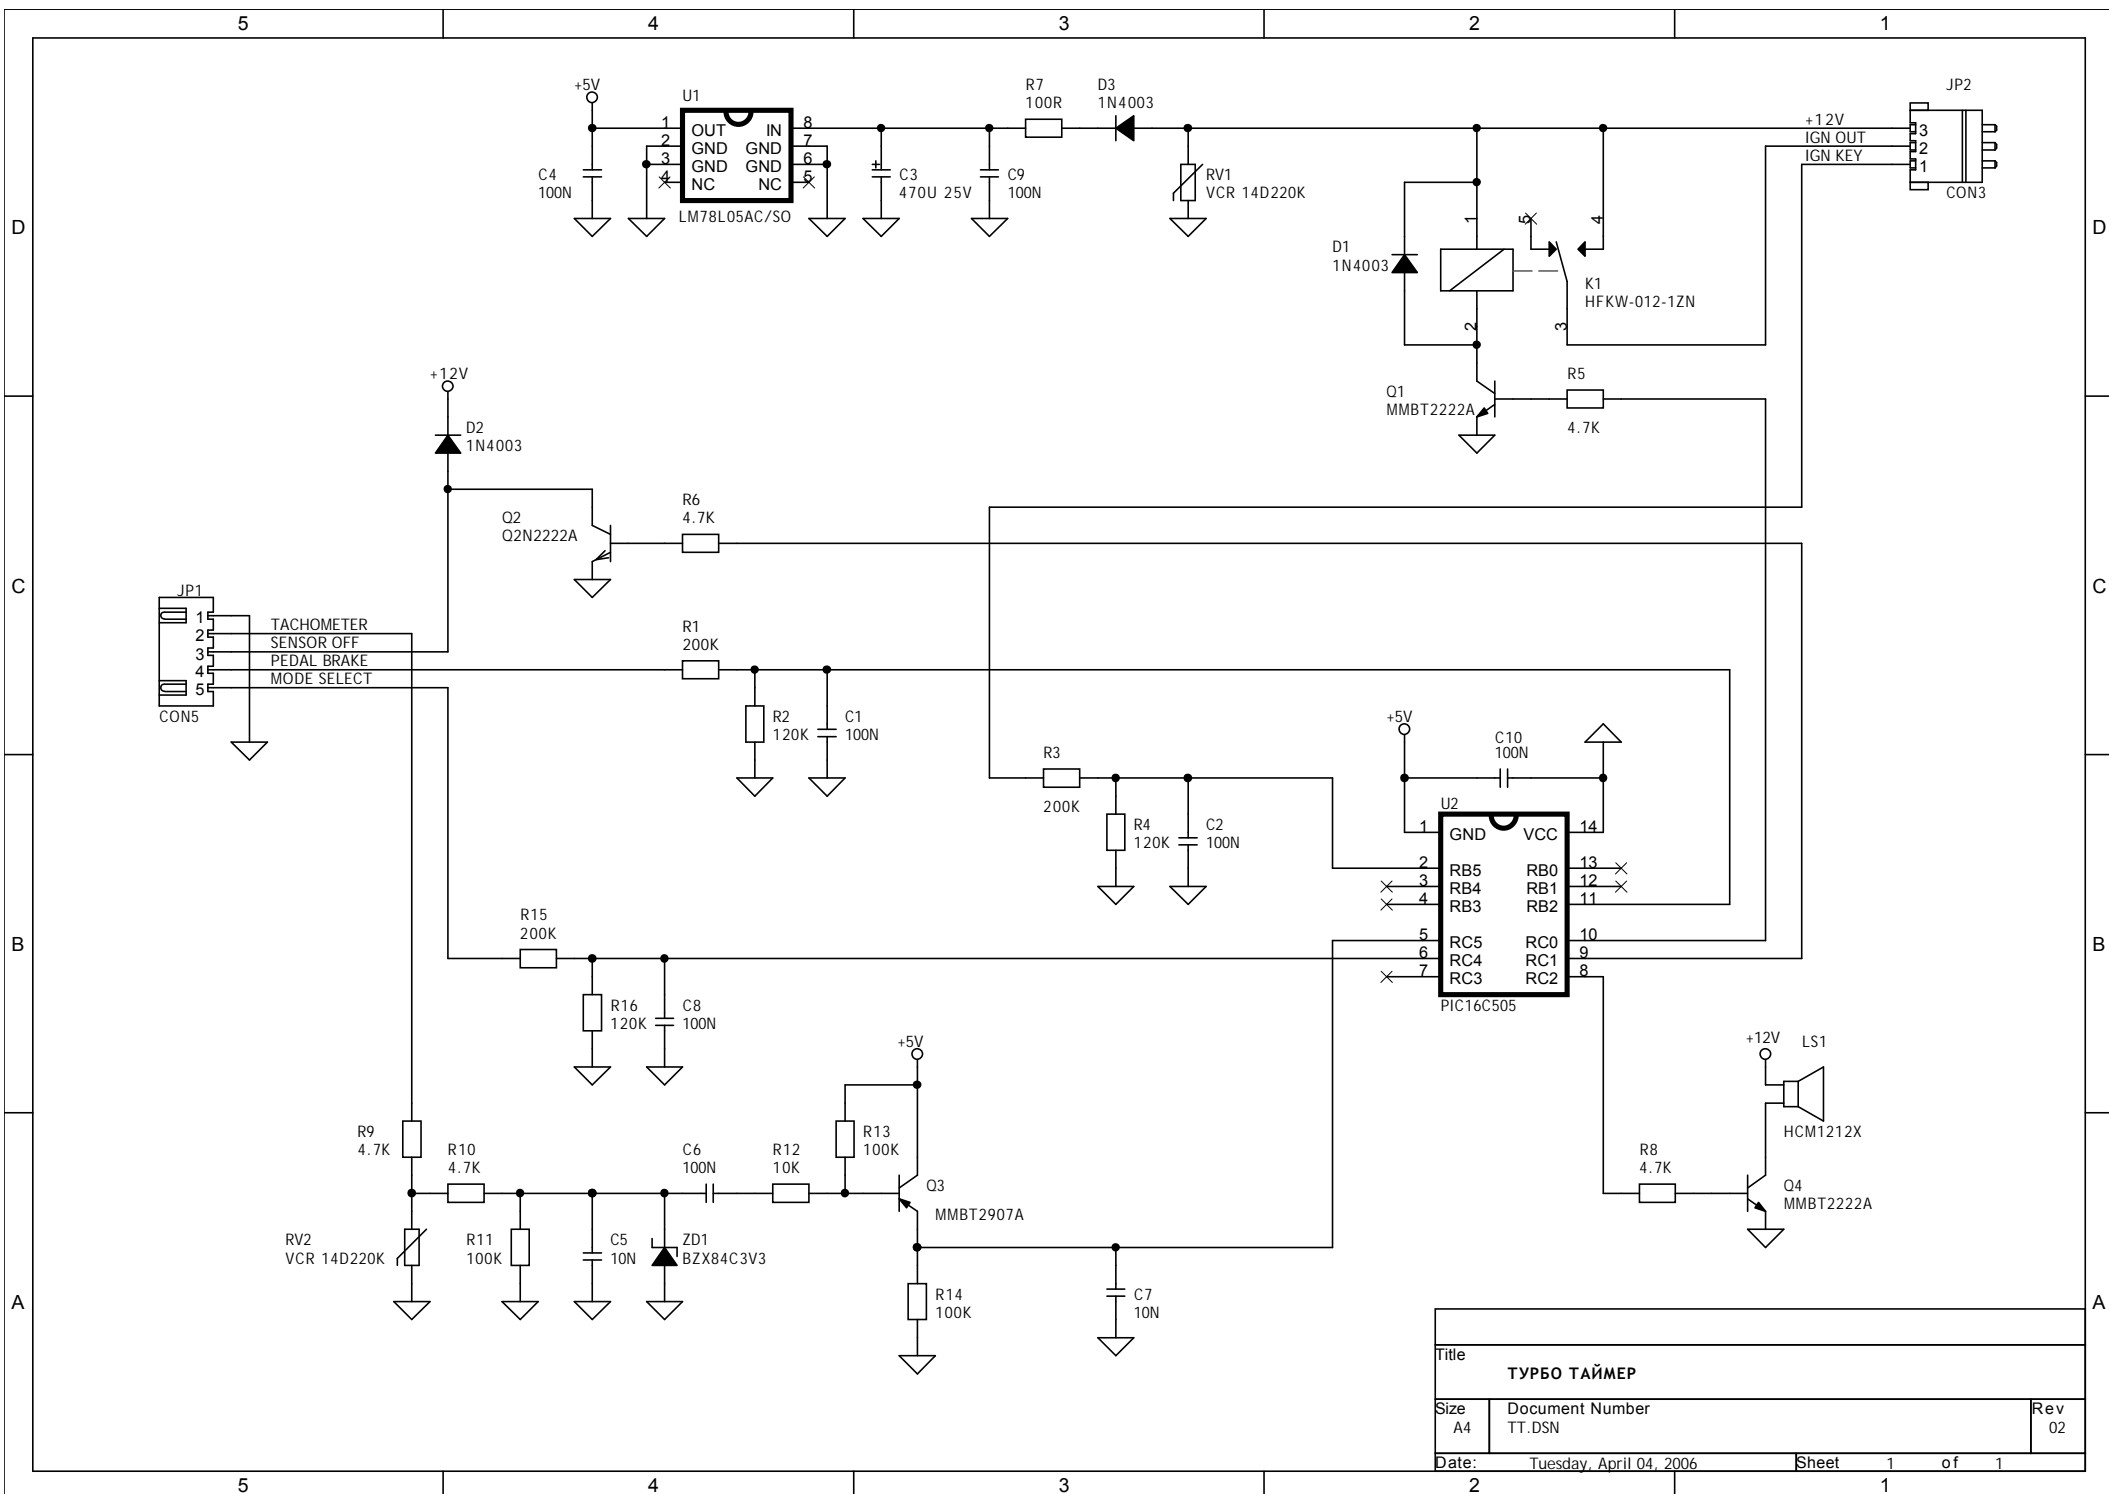 5 4 3 2 1
D
C
B
A
+5V
U1
1 OUT IN 8
2 GND GND 7
3 GND GND 6
4 NC NC 5
LM78L05AC/SO
C4
100N
C3
470U 25V
C9
100N
R7
100R
D3
1N4003
RV1
VCR 14D220K
JP2
+12V
IGN OUT
IGN KEY
3
2
1
CON3
D1
1N4003
1
2
5
4
3
K1
HFKW-012-1ZN
Q1
MMBT2222A
R5
4.7K
+12V
D2
1N4003
Q2
Q2N2222A
R6
4.7K
JP1
1
2
3
4
5
CON5
TACHOMETER
SENSOR OFF
PEDAL BRAKE
MODE SELECT
R1
200K
R2
120K
C1
100N
R3
200K
R4
120K
C2
100N
+5V
C10
100N
U2
1 GND VCC 14
2 RB5 RB0 13
3 RB4 RB1 12
4 RB3 RB2 11
5 RC5 RC0 10
6 RC4 RC1 9
7 RC3 RC2 8
PIC16C505
R15
200K
R16
120K
C8
100N
+5V
R9
4.7K
R10
4.7K
C6
100N
R12
10K
R13
100K
Q3
MMBT2907A
RV2
VCR 14D220K
R11
100K
C5
10N
ZD1
BZX84C3V3
R14
100K
C7
10N
+12V
LS1
HCM1212X
R8
4.7K
Q4
MMBT2222A
D
C
B
A
Title
ТУРБО ТАЙМЕР
Size
A4
Document Number
TT.DSN
Rev
02
Date: Tuesday, April 04, 2006 Sheet 1 of 1
5 4 3 2 1